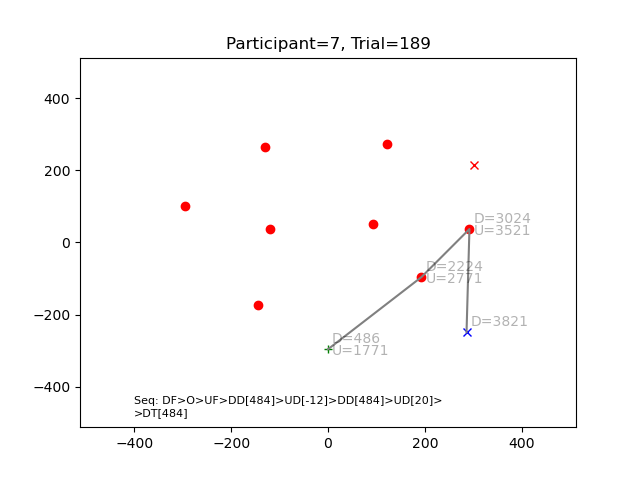 Participant=7, Trial=189
400
200
0
−200
−400
D=3024
U=3521
D=2224
U=2771
D=3821
D=486
U=1771
Seq: DF>O>UF>DD[484]>UD[-12]>DD[484]>UD[20]>
>DT[484]
−400
−200
0
200
400